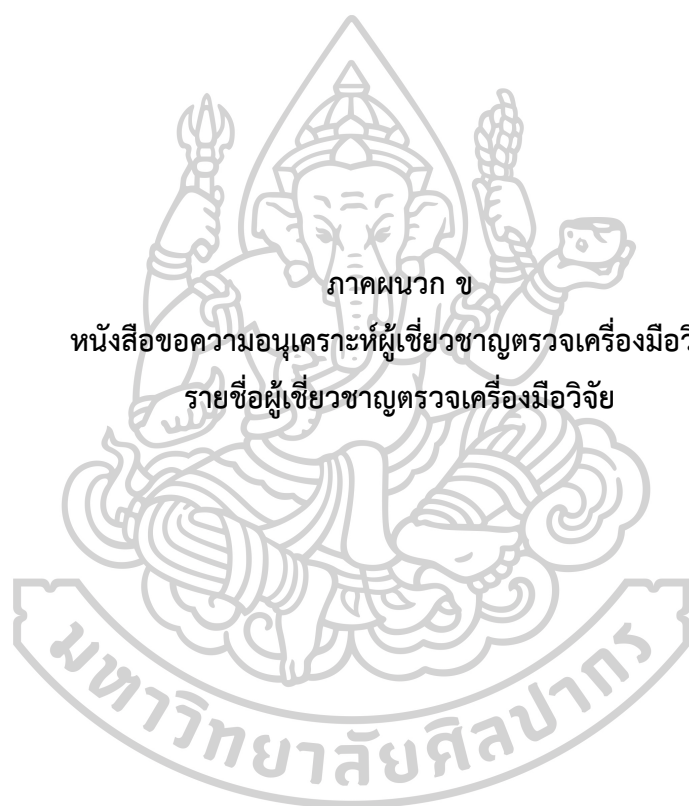 ภาคผนวก ข
หนังสือขอความอนุเคราะห์ผู้เชี่ยวชาญตรวจเครื่องมือวิ
รายชื่อผู้เชี่ยวชาญตรวจเครื่องมือวิจัย
มหาวิทยาลัยศิลปากร